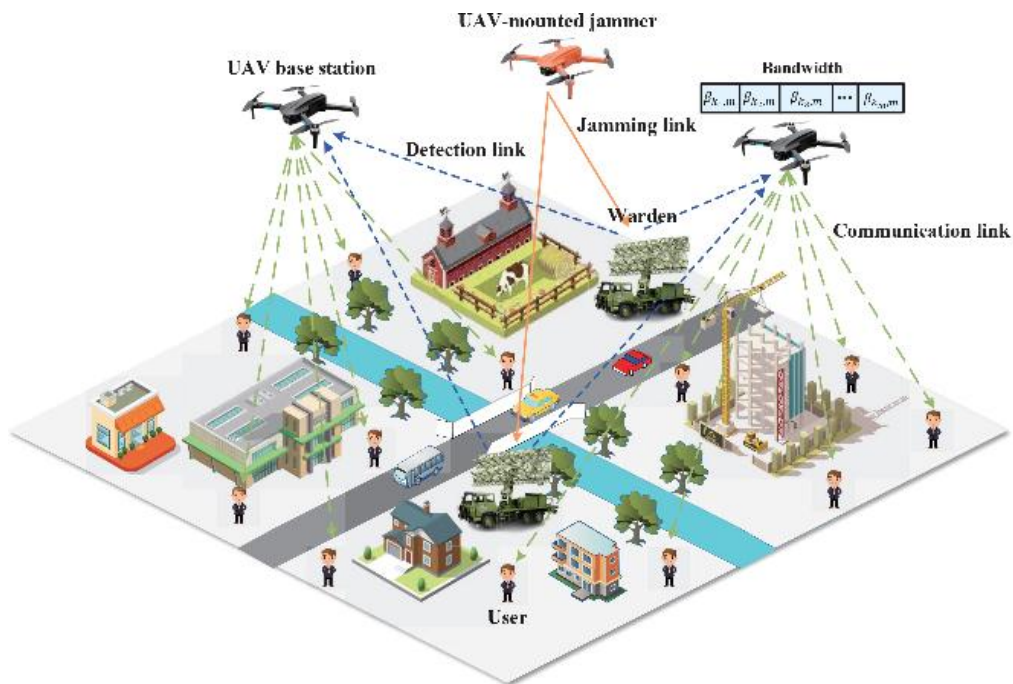 UAV-mounted jammer
UAV base station
Bandwidth
Jamming link
Detection link
Warden
Communication link
User